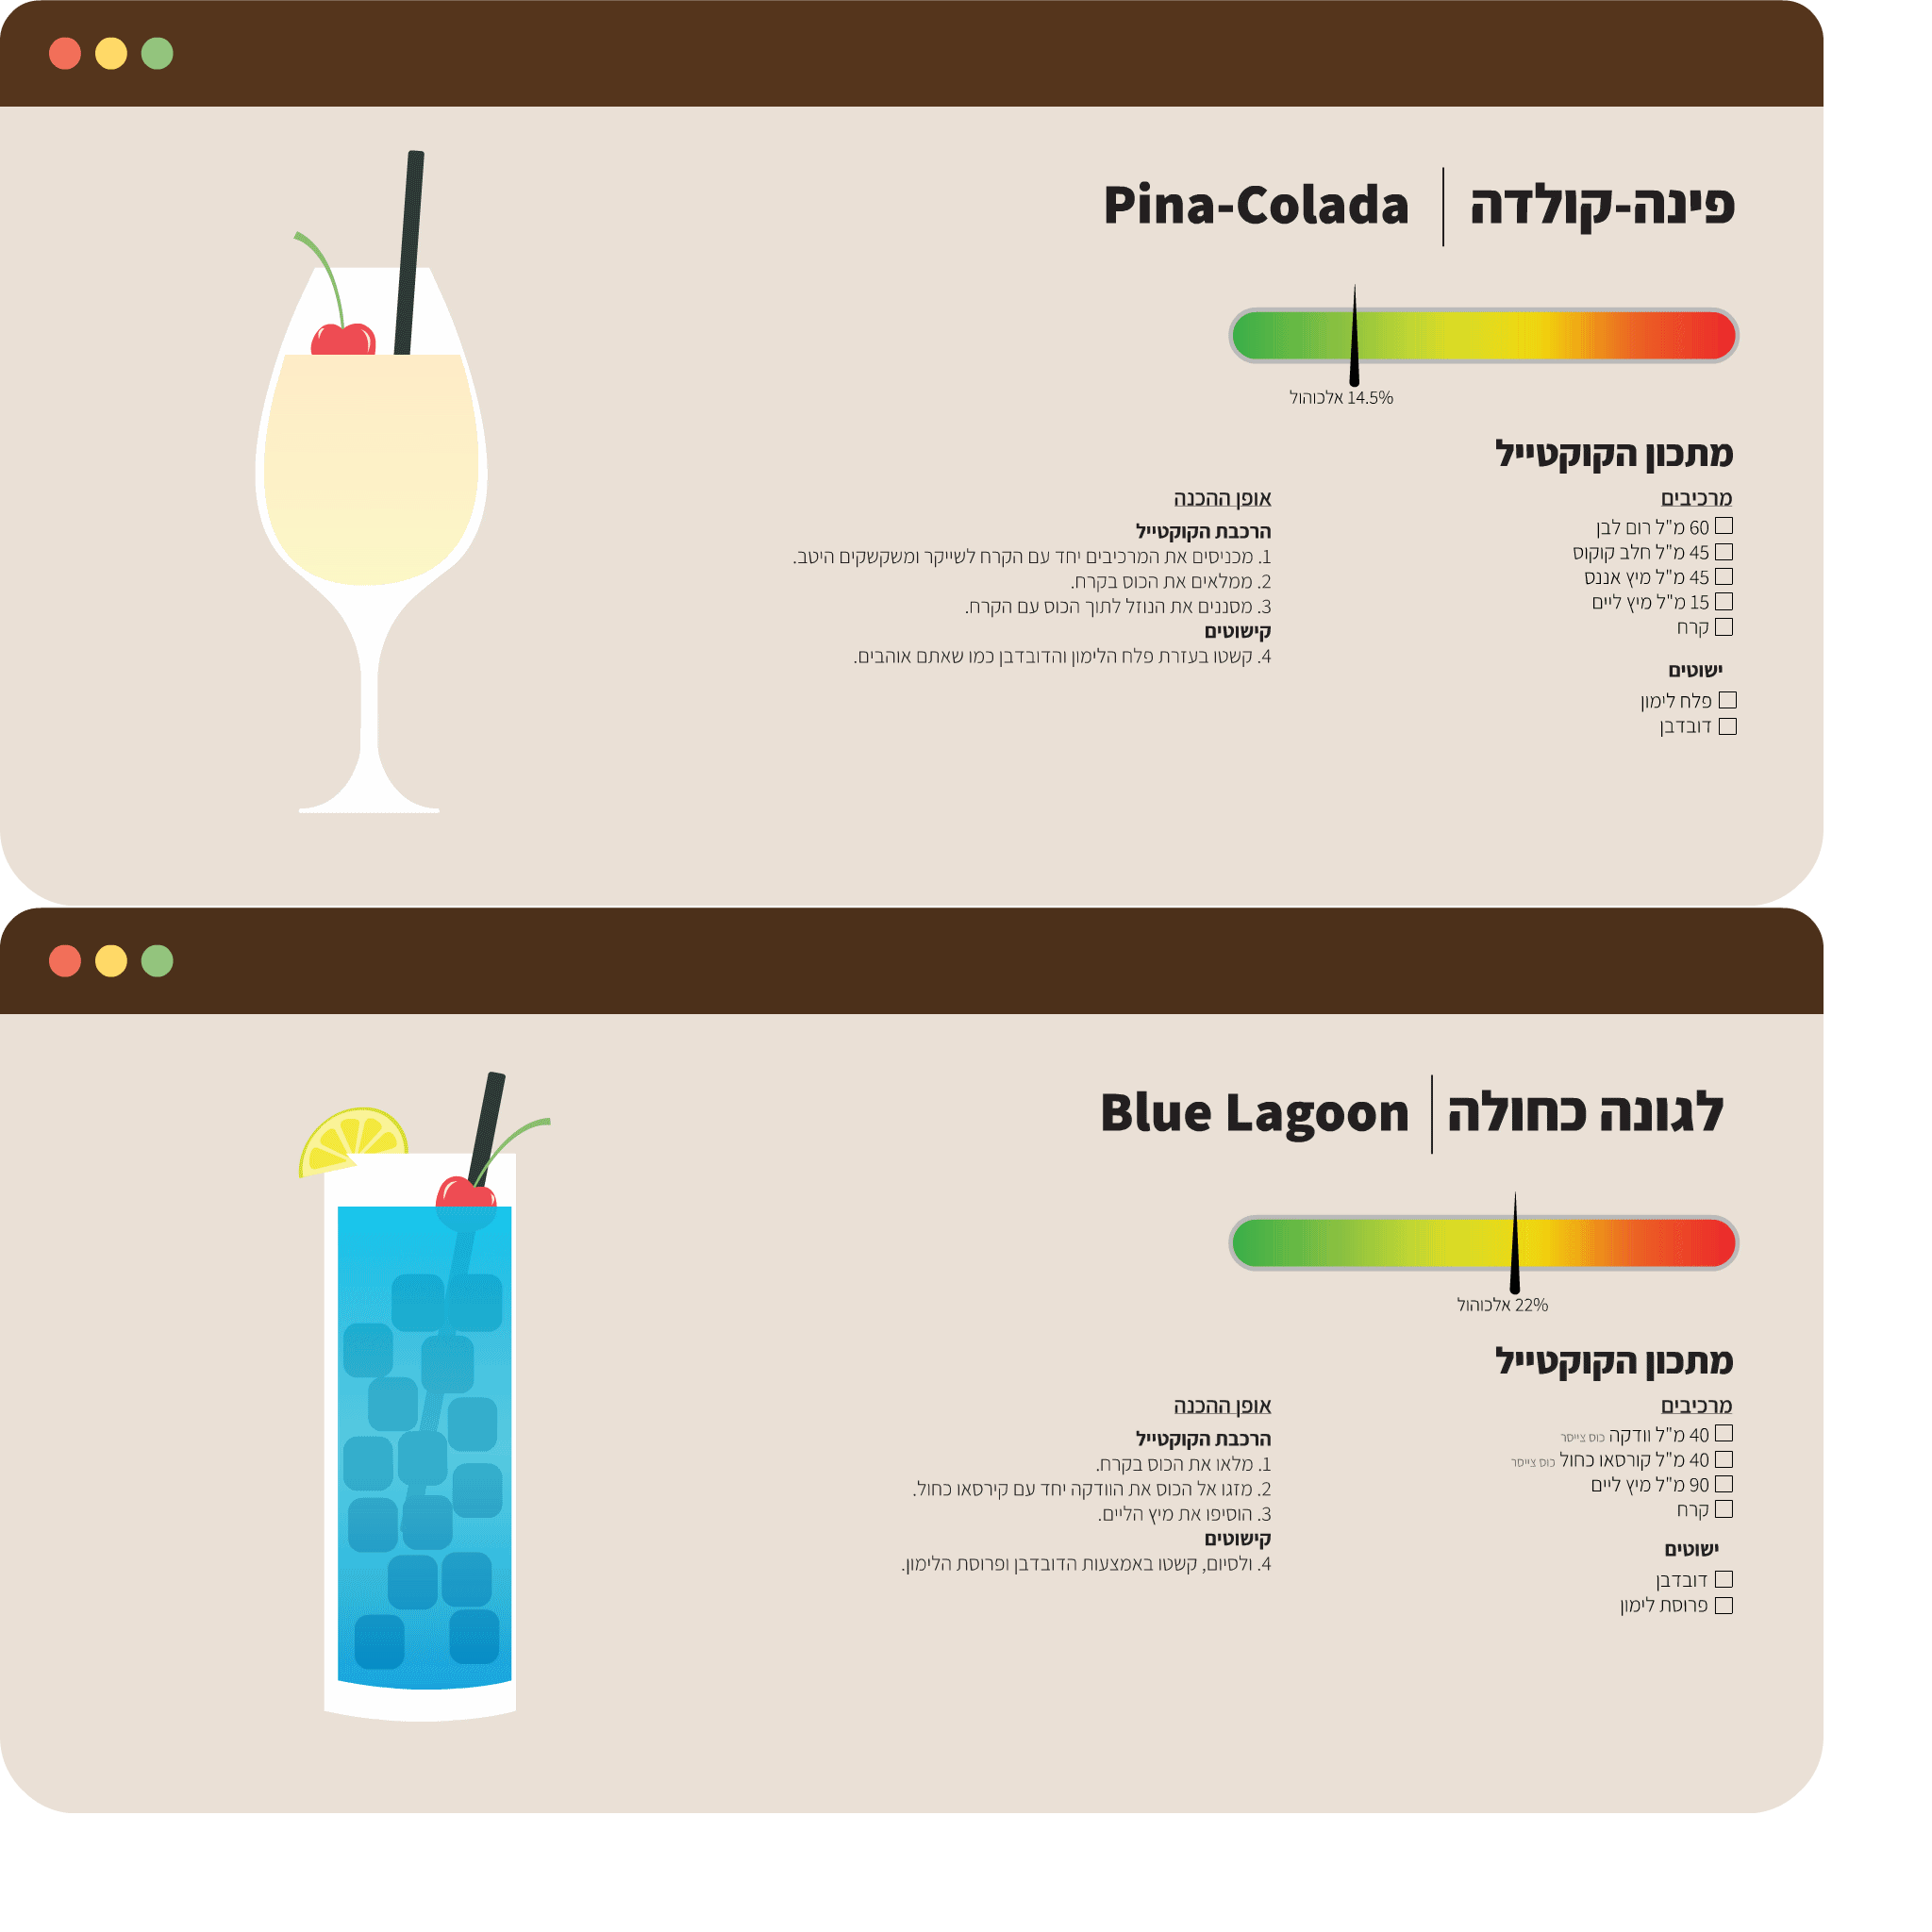 פינה-קולדה | Pina-Colada
14.5% אלכוהול
מתכון הקוקטייל
מרכיבים
60 מ"ל רום לבן
45 מ"ל חלב קוקוס
45 מ"ל מיץ אננס
15 מ"ל מיץ ליים
קרח
ישוטים
פלח לימון
דובדבן
אופן ההכנה
הרכבת הקוקטייל
1. מכניסים את המרכיבים יחד עם הקרח לשייקר ומשקשקים היטב.
2. ממלאים את הכוס בקרח.
3. מסננים את הנוזל לתוך הכוס עם הקרח.
קישוטים
4. קשטו בעזרת פלח הלימון והדובדבן כמו שאתם אוהבים.
לגונה כחולה | Blue Lagoon
22% אלכוהול
מתכון הקוקטייל
מרכיבים
40 מ"ל וודקה כוס צייסר
40 מ"ל קורסאו כחול כוס צייסר
90 מ"ל מיץ ליים
קרח
ישוטים
דובדבן
פרוסת לימון
אופן ההכנה
הרכבת הקוקטייל
1. מלאו את הכוס בקרח.
2. מזגו אל הכוס את הוודקה יחד עם קירסאו כחול.
3. הוסיפו את מיץ הליים.
קישוטים
4. ולסיום, קשטו באמצעות הדובדבן ופרוסת הלימון.